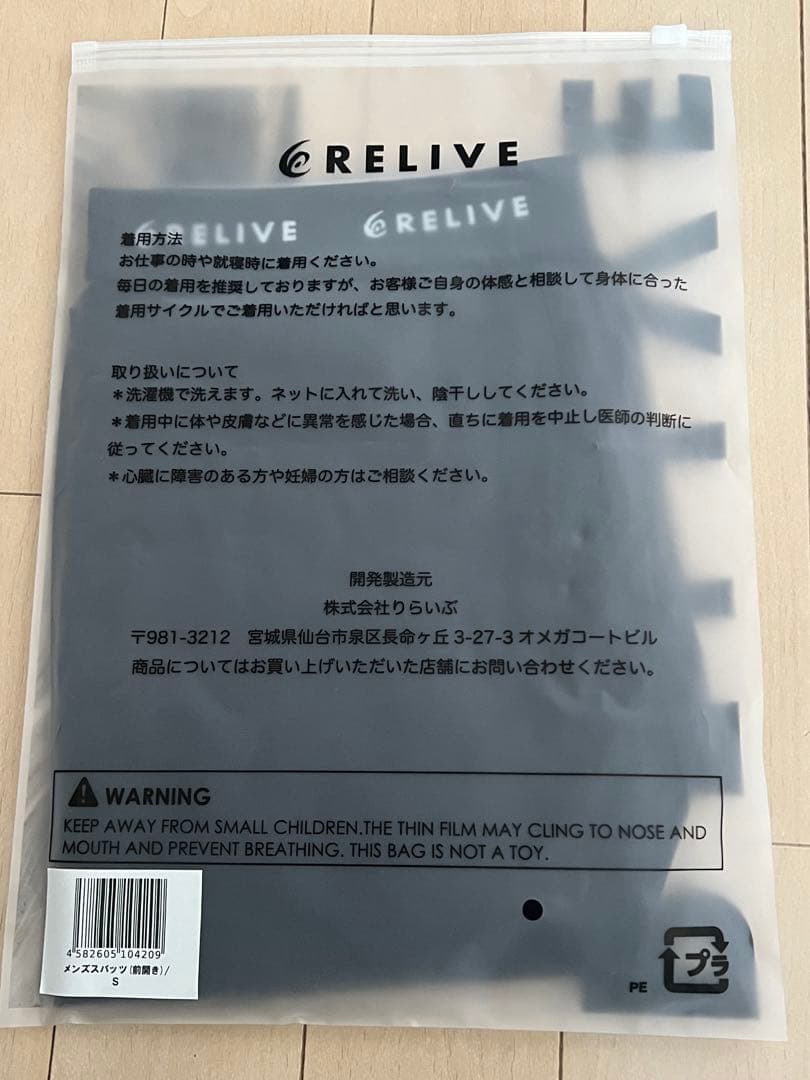 RELIVE
RELIVE
RELIVE
着用方法
お仕事の時や就寝時に着用ください。
毎日の着用を推奨しておりますが、お客様ご自身の体感と相談して身体に合った
着用サイクルでご着用いただければと思います。
取り扱いについて
＊洗濯機で洗えます。ネットに入れて洗い、陰干ししてください。
＊着用中に体や皮膚などに異常を感じた場合、直ちに着用を中止し医師の判断に
従ってください。
＊心臓に障害のある方や妊婦の方はご相談ください。
開発製造元
株式会社りらいぶ
〒981-3212 宮城県仙台市泉区長命ヶ丘3-27-3オメガコートビル
商品についてはお買い上げいただいた店舗にお問い合わせください。
WARNING
KEEP AWAY FROM SMALL CHILDREN.THE THIN FILM MAY CLING TO NOSE AND
MOUTH AND PREVENT BREATHING. THIS BAG IS NOT A TOY.
4 582605 104209
メンズスパッツ(前開き)/
S
PE
プラ